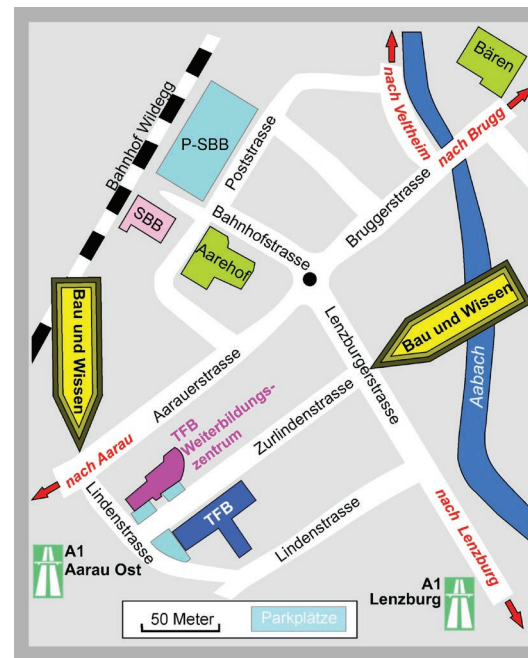 Bären
nach Veltheim
nach Brugg
Bahnhof Wildegg
P-SBB
Poststrasse
SBB
Bahnhofstrasse
Bruggerstrasse
Aarehof
Bau und Wissen
Bau und Wissen
Lenzburgerstrasse
Aabach
Aarauerstrasse
TFB
Weiterbildungs-
zentrum
Zurlindenstrasse
nach Aarau
Lindenstrasse
TFB
Lindenstrasse
nach Lenzburg
A1
Aarau Ost
A1
Lenzburg
50 Meter
Parkplätze